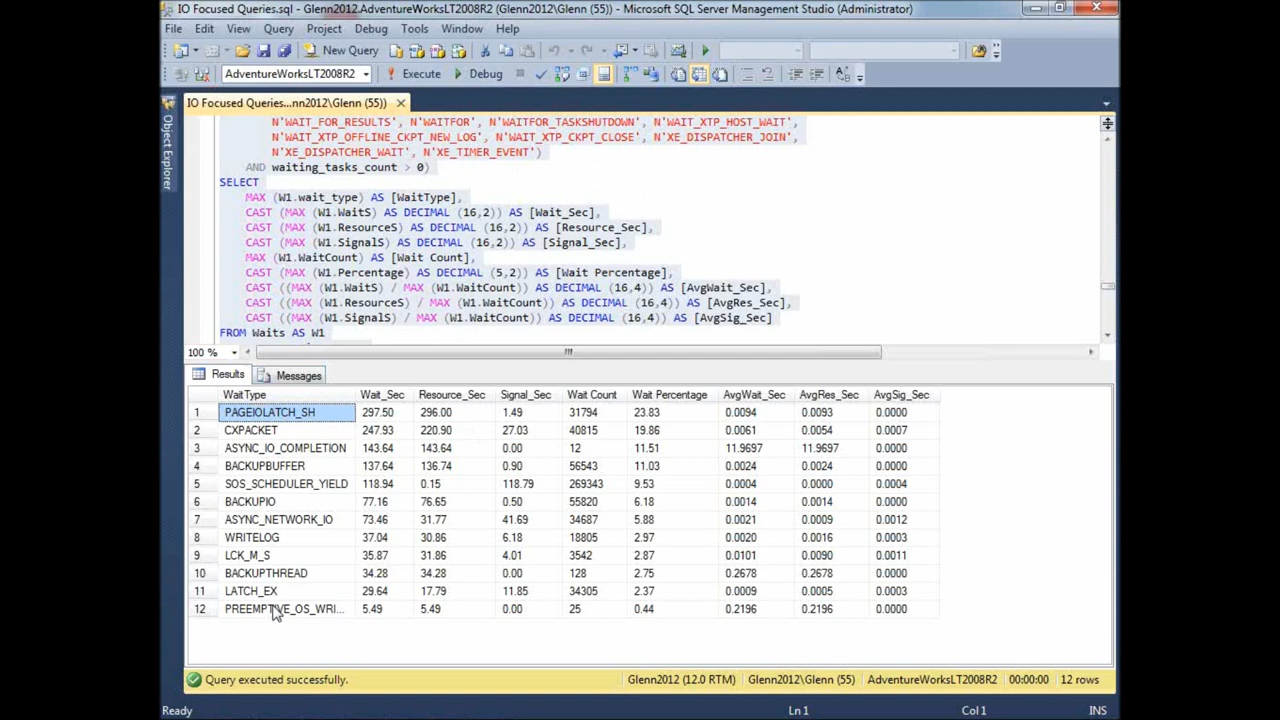 IO Focused Queries.sql - Glenn2012.AdventureWorksLT2008R2 (Glenn2012\Glenn (55)) - Microsoft SQL Server Management Studio (Administrator)
File Edit View Query Project Debug Tools Window Help
New Query
AdventureWorksLT2008R2 Execute Debug
IO Focused Queries...nn2012\Glenn (55))
Object Explorer
N'WAIT_FOR_RESULTS', N'WAITFOR', N'WAITFOR_TASKSHUTDOWN', N'WAIT_XTP_HOST_WAIT',
N'WAIT_XTP_OFFLINE_CKPT_NEW_LOG', N'WAIT_XTP_CKPT_CLOSE', N'XE_DISPATCHER_JOIN',
N'XE_DISPATCHER_WAIT', N'XE_TIMER_EVENT')
AND waiting_tasks_count > 0)
SELECT
MAX (W1.wait_type) AS [WaitType],
CAST (MAX (W1.WaitS) AS DECIMAL (16,2)) AS [Wait_Sec],
CAST (MAX (W1.ResourceS) AS DECIMAL (16,2)) AS [Resource_Sec],
CAST (MAX (W1.SignalS) AS DECIMAL (16,2)) AS [Signal_Sec],
MAX (W1.WaitCount) AS [Wait Count],
CAST (MAX (W1.Percentage) AS DECIMAL (5,2)) AS [Wait Percentage],
CAST ((MAX (W1.WaitS) / MAX (W1.WaitCount)) AS DECIMAL (16,4)) AS [AvgWait_Sec],
CAST ((MAX (W1.ResourceS) / MAX (W1.WaitCount)) AS DECIMAL (16,4)) AS [AvgRes_Sec],
CAST ((MAX (W1.SignalS) / MAX (W1.WaitCount)) AS DECIMAL (16,4)) AS [AvgSig_Sec]
FROM Waits AS W1
100 %
Results Messages
WaitType Wait_Sec Resource_Sec Signal_Sec Wait Count Wait Percentage AvgWait_Sec AvgRes_Sec AvgSig_Sec
1 PAGEIOLATCH_SH 297.50 296.00 1.49 31794 23.83 0.0094 0.0093 0.0000
2 CXPACKET 247.93 220.90 27.03 40815 19.86 0.0061 0.0054 0.0007
3 ASYNC_IO_COMPLETION 143.64 143.64 0.00 12 11.51 11.9697 11.9697 0.0000
4 BACKUPBUFFER 137.64 136.74 0.90 56543 11.03 0.0024 0.0024 0.0000
5 SOS_SCHEDULER_YIELD 118.94 0.15 118.79 269343 9.53 0.0004 0.0000 0.0004
6 BACKUPIO 77.16 76.65 0.50 55820 6.18 0.0014 0.0014 0.0000
7 ASYNC_NETWORK_IO 73.46 31.77 41.69 34687 5.88 0.0021 0.0009 0.0012
8 WRITELOG 37.04 30.86 6.18 18805 2.97 0.0020 0.0016 0.0003
9 LCK_M_S 35.87 31.86 4.01 3542 2.87 0.0101 0.0090 0.0011
10 BACKUPTHREAD 34.28 34.28 0.00 128 2.75 0.2678 0.2678 0.0000
11 LATCH_EX 29.64 17.79 11.85 34305 2.37 0.0009 0.0005 0.0003
12 PREEMPTIVE_OS_WRI... 5.49 5.49 0.00 25 0.44 0.2196 0.2196 0.0000
Query executed successfully. Glenn2012 (12.0 RTM) Glenn2012\Glenn (55) AdventureWorksLT2008R2 00:00:00 12 rows
Ready Ln 1 Col 1 INS